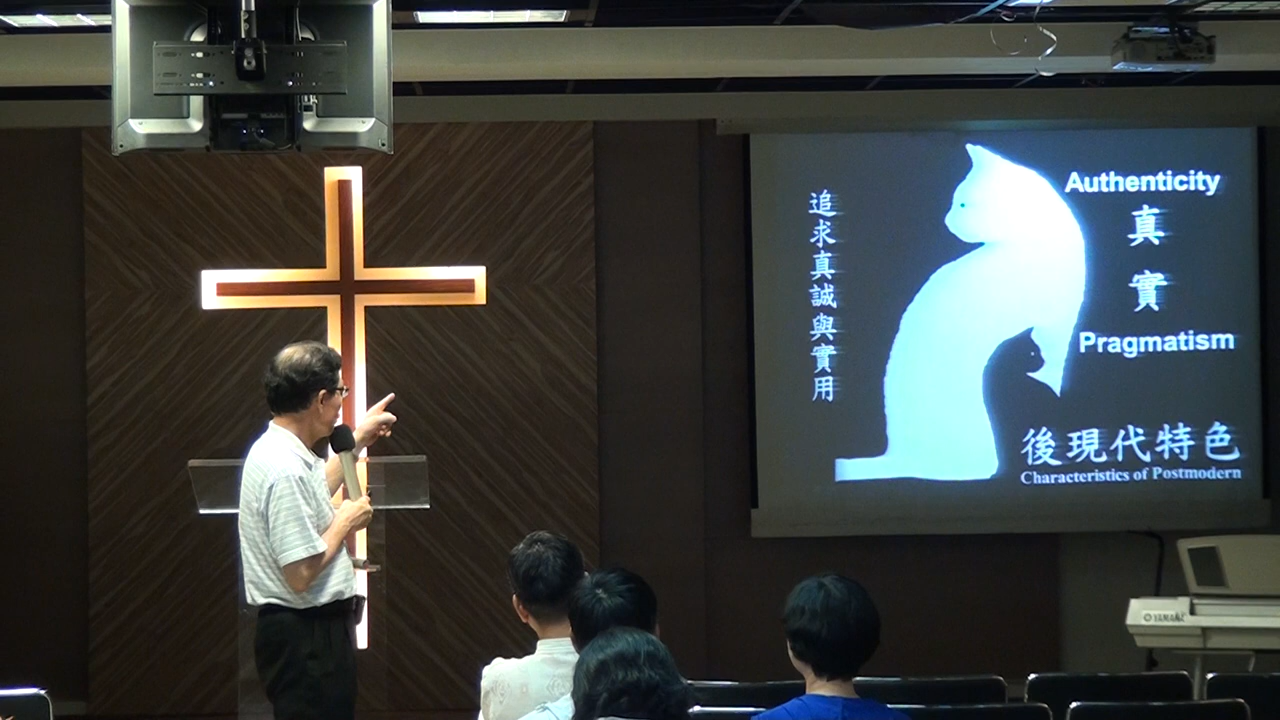 追求真誠與實用
Authenticity
真實
Pragmatism
後現代特色
Characteristics of Postmodern
YAMAHA